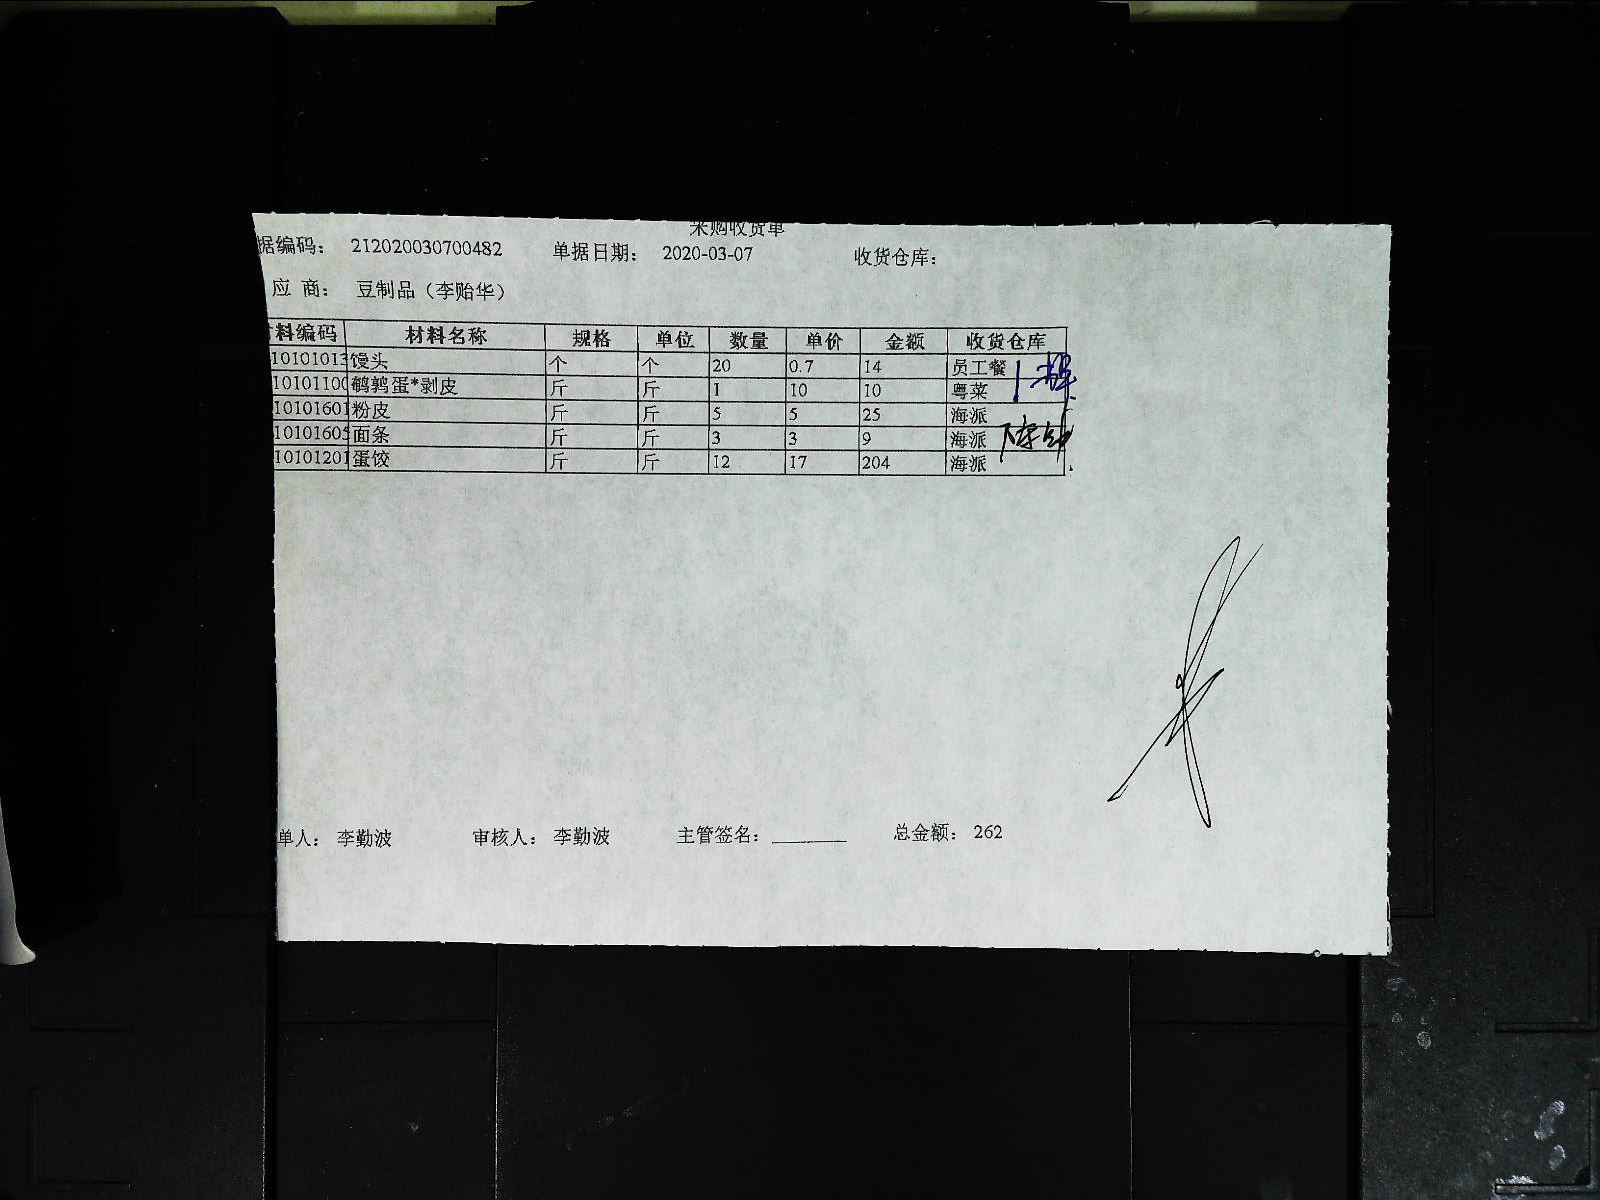 采购收货单
据编码： 212020030700482 单据日期： 2020-03-07 收货仓库：
应 商： 豆制品（李贻华）
料编码 材料名称 规格 单位 数量 单价 金额 收货仓库
10101013 馒头 个 个 20 0.7 14 员工餐
10101100 鹌鹑蛋*剥皮 斤 斤 1 10 10 粤菜
10101601 粉皮 斤 斤 5 5 25 海派
10101605 面条 斤 斤 3 3 9 海派
10101201 蛋饺 斤 斤 12 17 204 海派
单人： 李勤波 审核人： 李勤波 主管签名： 总金额： 262